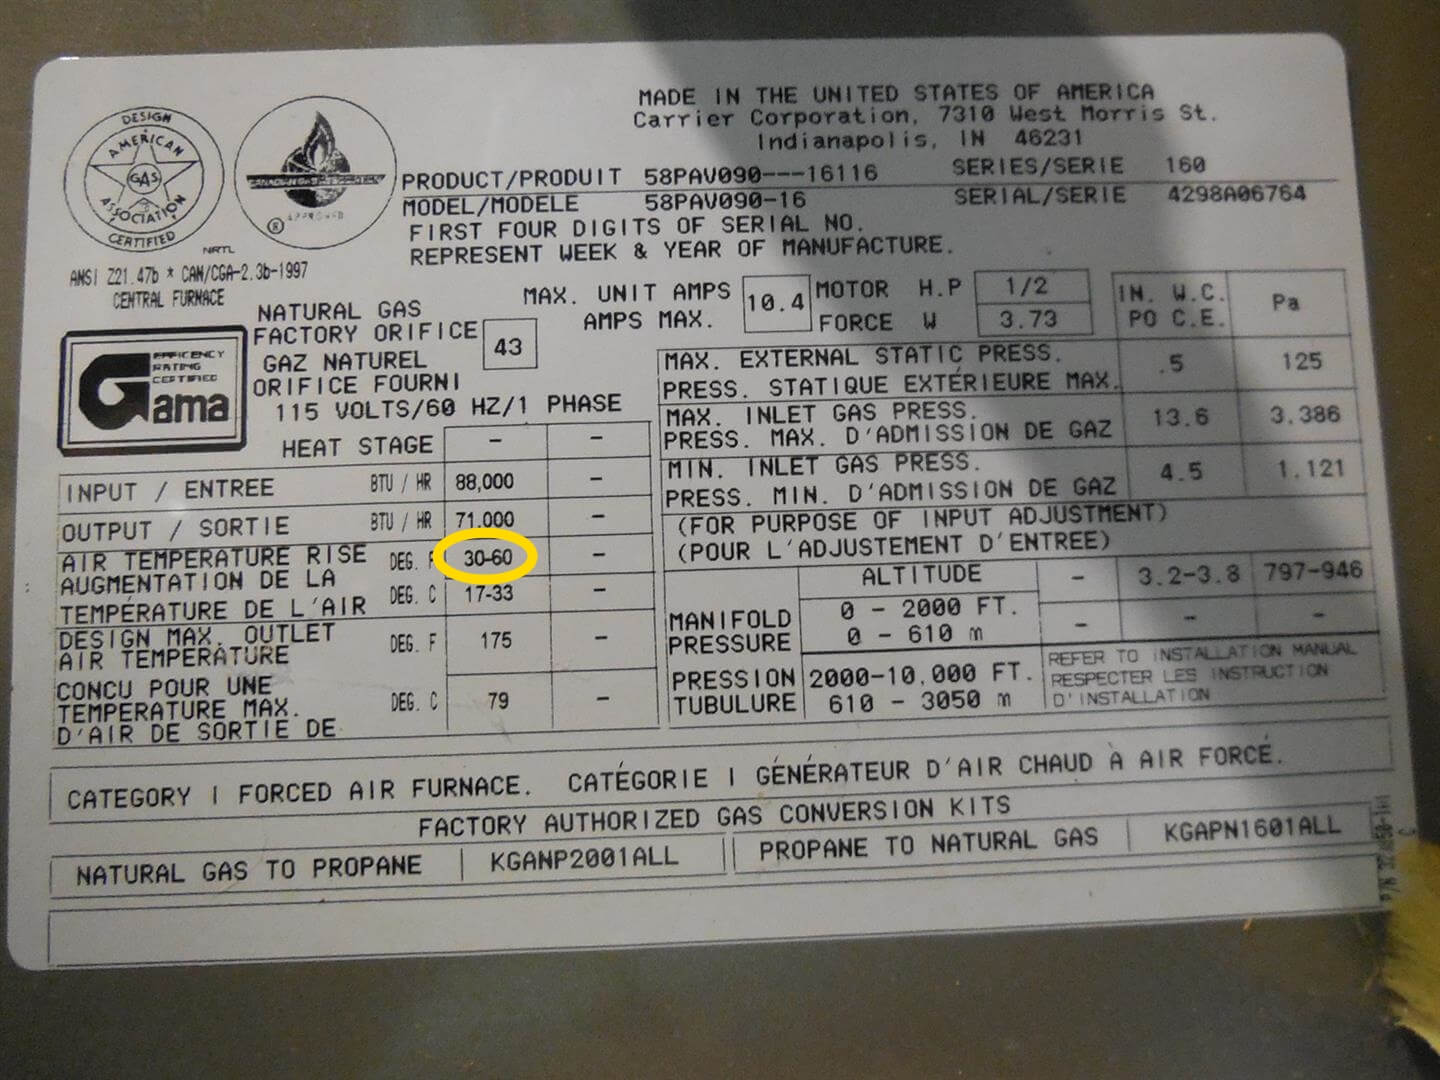 MADE IN THE UNITED STATES OF AMERICA
Carrier Corporation, 7310 West Morris St.
Indianapolis, IN 46231
DESIGN
AMERICAN GAS ASSOCIATION
CERTIFIED
NRTL
APPROVED
®
PRODUCT/PRODUIT 58PAV090---16116 SERIES/SERIE 160
MODEL/MODELE 58PAV090-16 SERIAL/SERIE 4298A06764
FIRST FOUR DIGITS OF SERIAL NO.
REPRESENT WEEK & YEAR OF MANUFACTURE.
ANSI Z21.47b * CAN/CGA-2.3b-1997
CENTRAL FURNACE
Gama
EFFICENCY
RATING
CERTIFIED
NATURAL GAS
FACTORY ORIFICE 43
GAZ NATUREL
ORIFICE FOURNI
115 VOLTS/60 HZ/1 PHASE
MAX. UNIT AMPS 10.4
AMPS MAX.
MOTOR H.P 1/2
FORCE W 3.73
IN. W.C. Pa
PO C.E.
HEAT STAGE - -
INPUT / ENTREE BTU / HR 88,000 -
OUTPUT / SORTIE BTU / HR 71.000 -
AIR TEMPERATURE RISE DEG. F 30-60 -
AUGMENTATION DE LA
TEMPÉRATURE DE L'AIR DEG. C 17-33 -
DESIGN MAX. OUTLET
AIR TEMPERATURE DEG. F 175 -
CONCU POUR UNE
TEMPERATURE MAX. DEG. C 79 -
D'AIR DE SORTIE DE
MAX. EXTERNAL STATIC PRESS. .5 125
PRESS. STATIQUE EXTÉRIEURE MAX.
MAX. INLET GAS PRESS. 13.6 3.386
PRESS. MAX. D'ADMISSION DE GAZ
MIN. INLET GAS PRESS. 4.5 1.121
PRESS. MIN. D'ADMISSION DE GAZ
(FOR PURPOSE OF INPUT ADJUSTMENT)
(POUR L'ADJUSTEMENT D'ENTREE)
ALTITUDE - 3.2-3.8 797-946
MANIFOLD 0 - 2000 FT. - - -
PRESSURE 0 - 610 m
PRESSION 2000-10,000 FT.
TUBULURE 610 - 3050 m
REFER TO INSTALLATION MANUAL
RESPECTER LES INSTRUCTION
D'INSTALLATION
CATEGORY I FORCED AIR FURNACE. CATÉGORIE I GÉNÉRATEUR D'AIR CHAUD À AIR FORCÉ.
FACTORY AUTHORIZED GAS CONVERSION KITS
NATURAL GAS TO PROPANE KGANP2001ALL PROPANE TO NATURAL GAS KGAPN1601ALL